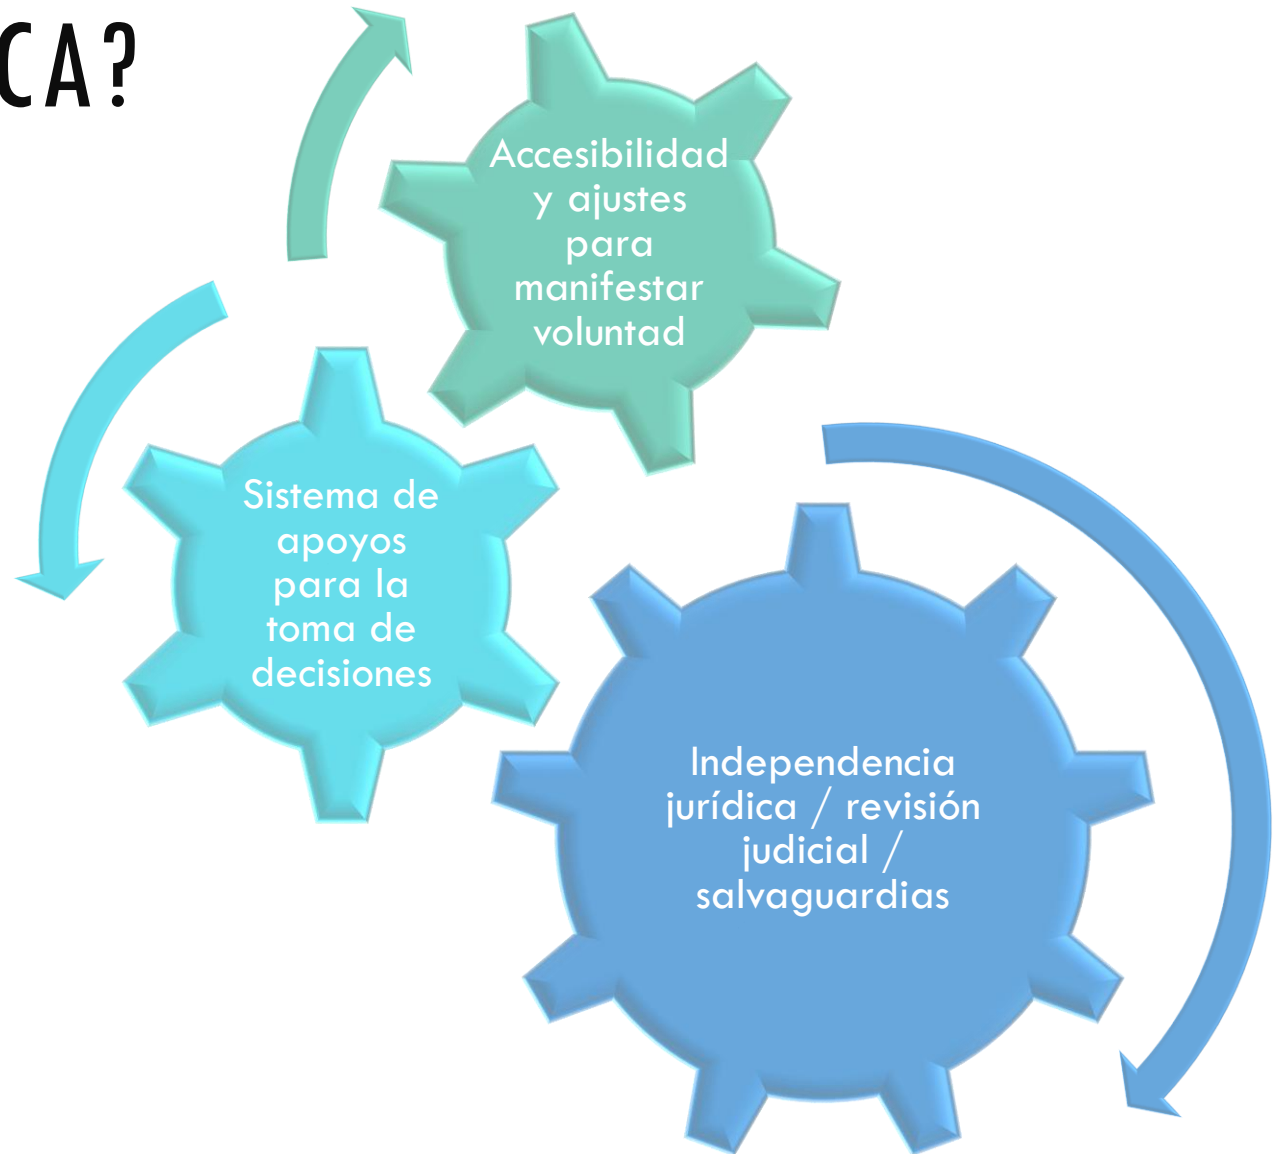 CA?
Accesibilidad
y ajustes
para
manifestar
voluntad
Sistema de
apoyos
para la
toma de
decisiones
Independencia
jurídica / revisión
judicial /
salvaguardias